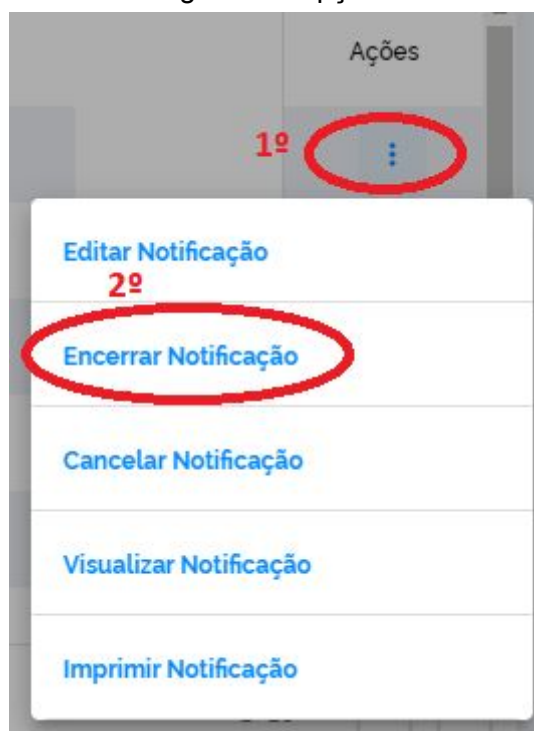 Ações
1º
Editar Notificação
2º
Encerrar Notificação
Cancelar Notificação
Visualizar Notificação
Imprimir Notificação